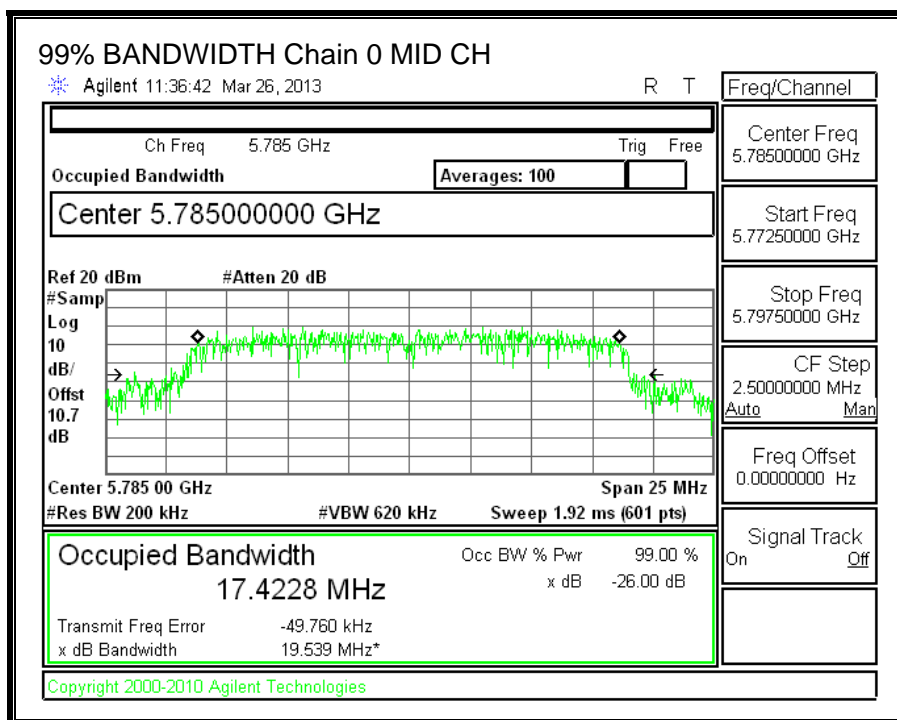 99% BANDWIDTH Chain 0 MID CH
Agilent 11:36:42 Mar 26, 2013 R T
Freq/Channel
Ch Freq 5.785 GHz Trig Free
Occupied Bandwidth Averages: 100
Center 5.785000000 GHz
Ref 20 dBm #Atten 20 dB
#Samp
Log
10
dB/
Offst
10.7
dB
Center 5.785 00 GHz Span 25 MHz
#Res BW 200 kHz #VBW 620 kHz Sweep 1.92 ms (601 pts)
Occupied Bandwidth Occ BW % Pwr 99.00 %
17.4228 MHz x dB -26.00 dB
Transmit Freq Error -49.760 kHz
x dB Bandwidth 19.539 MHz*
Copyright 2000-2010 Agilent Technologies
Center Freq
5.78500000 GHz
Start Freq
5.77250000 GHz
Stop Freq
5.79750000 GHz
CF Step
2.50000000 MHz
Auto Man
Freq Offset
0.00000000 Hz
Signal Track
On Off